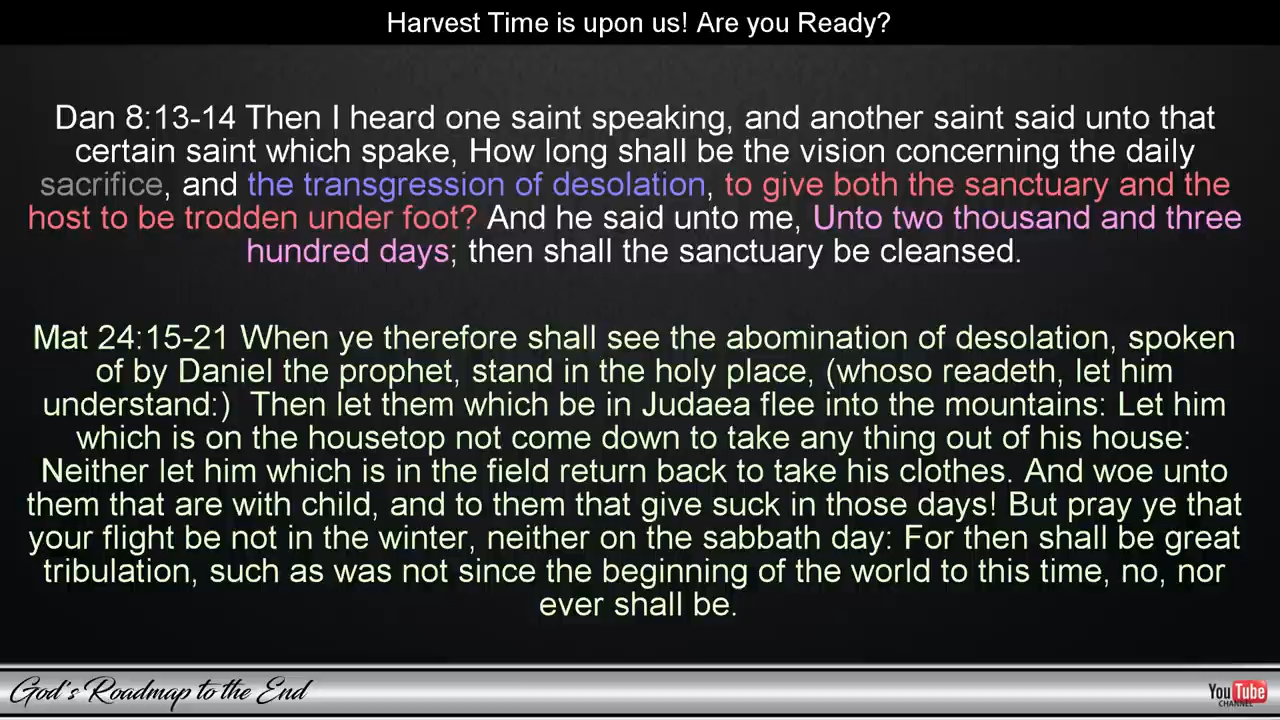 Harvest Time is upon us! Are you Ready?
Dan 8:13-14 Then I heard one saint speaking, and another saint said unto that
certain saint which spake, How long shall be the vision concerning the daily
sacrifice, and the transgression of desolation, to give both the sanctuary and the
host to be trodden under foot? And he said unto me, Unto two thousand and three
hundred days; then shall the sanctuary be cleansed.
Mat 24:15-21 When ye therefore shall see the abomination of desolation, spoken
of by Daniel the prophet, stand in the holy place, (whoso readeth, let him
understand:)  Then let them which be in Judaea flee into the mountains: Let him
which is on the housetop not come down to take any thing out of his house:
Neither let him which is in the field return back to take his clothes. And woe unto
them that are with child, and to them that give suck in those days! But pray ye that
your flight be not in the winter, neither on the sabbath day: For then shall be great
tribulation, such as was not since the beginning of the world to this time, no, nor
ever shall be.
God's Roadmap to the End
YouTube
CHANNEL